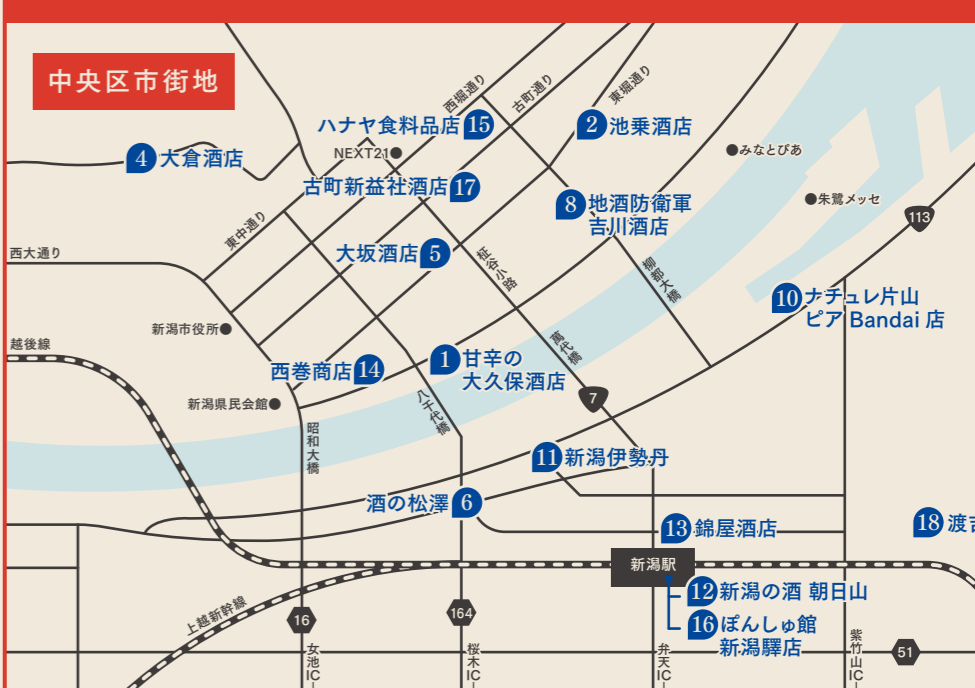 中央区市街地
西堀通り
古町通り
東堀通り
ハナヤ食料品店 15
2 池乗酒店
NEXT21
みなとぴあ
4 大倉酒店
古町新益社酒店 17
8 地酒防衛軍
吉川酒店
朱鷺メッセ
113
東中通り
西大通り
大坂酒店 5
柾谷小路
柳都大橋
10 ナチュレ片山
ピア Bandai 店
新潟市役所
越後線
萬代橋
西巻商店 14
1 甘辛の
大久保酒店
新潟県民会館
八千代橋
7
昭和大橋
11 新潟伊勢丹
酒の松澤 6
13 錦屋酒店
18 渡
新潟駅
12 新潟の酒 朝日山
16 ぽんしゅ館
新潟驛店
上越新幹線
16
164
女池IC
桜木IC
弁天IC
紫竹山IC
51